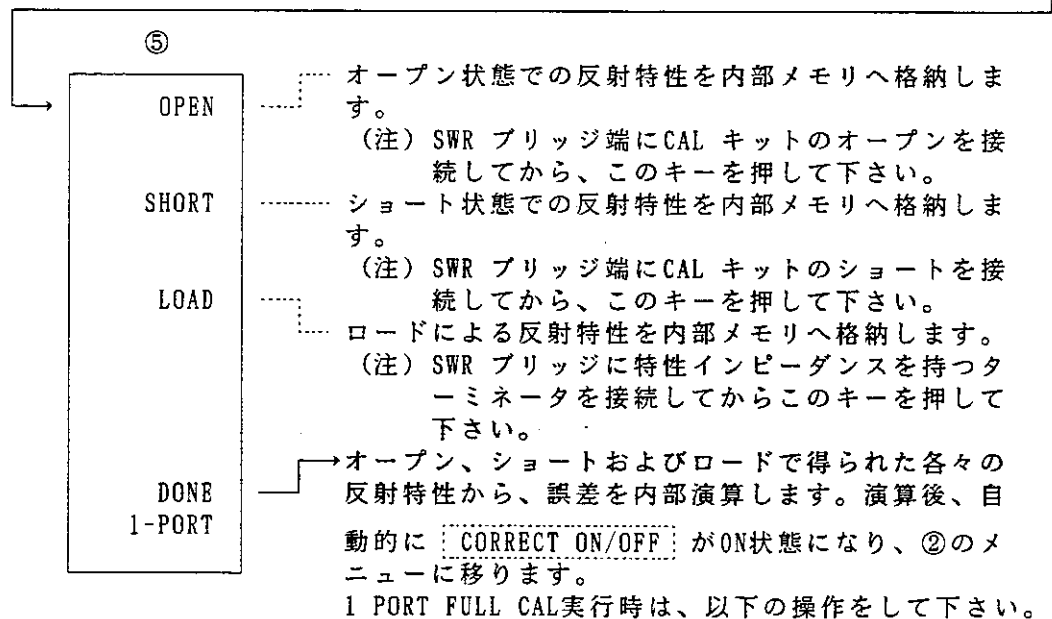 ⑤
OPEN
オープン状態での反射特性を内部メモリへ格納しま
す。
(注) SWR ブリッジ端にCAL キットのオープンを接
続してから、このキーを押して下さい。
SHORT
ショート状態での反射特性を内部メモリへ格納しま
す。
(注) SWR ブリッジ端にCAL キットのショートを接
続してから、このキーを押して下さい。
LOAD
ロードによる反射特性を内部メモリへ格納します。
(注) SWR ブリッジに特性インピーダンスを持つタ
ーミネータを接続してからこのキーを押して
下さい。
DONE
1-PORT
オープン、ショートおよびロードで得られた各々の
反射特性から、誤差を内部演算します。演算後、自
動的に CORRECT ON/OFF がON状態になり、②のメ
ニューに移ります。
1 PORT FULL CAL実行時は、以下の操作をして下さい。